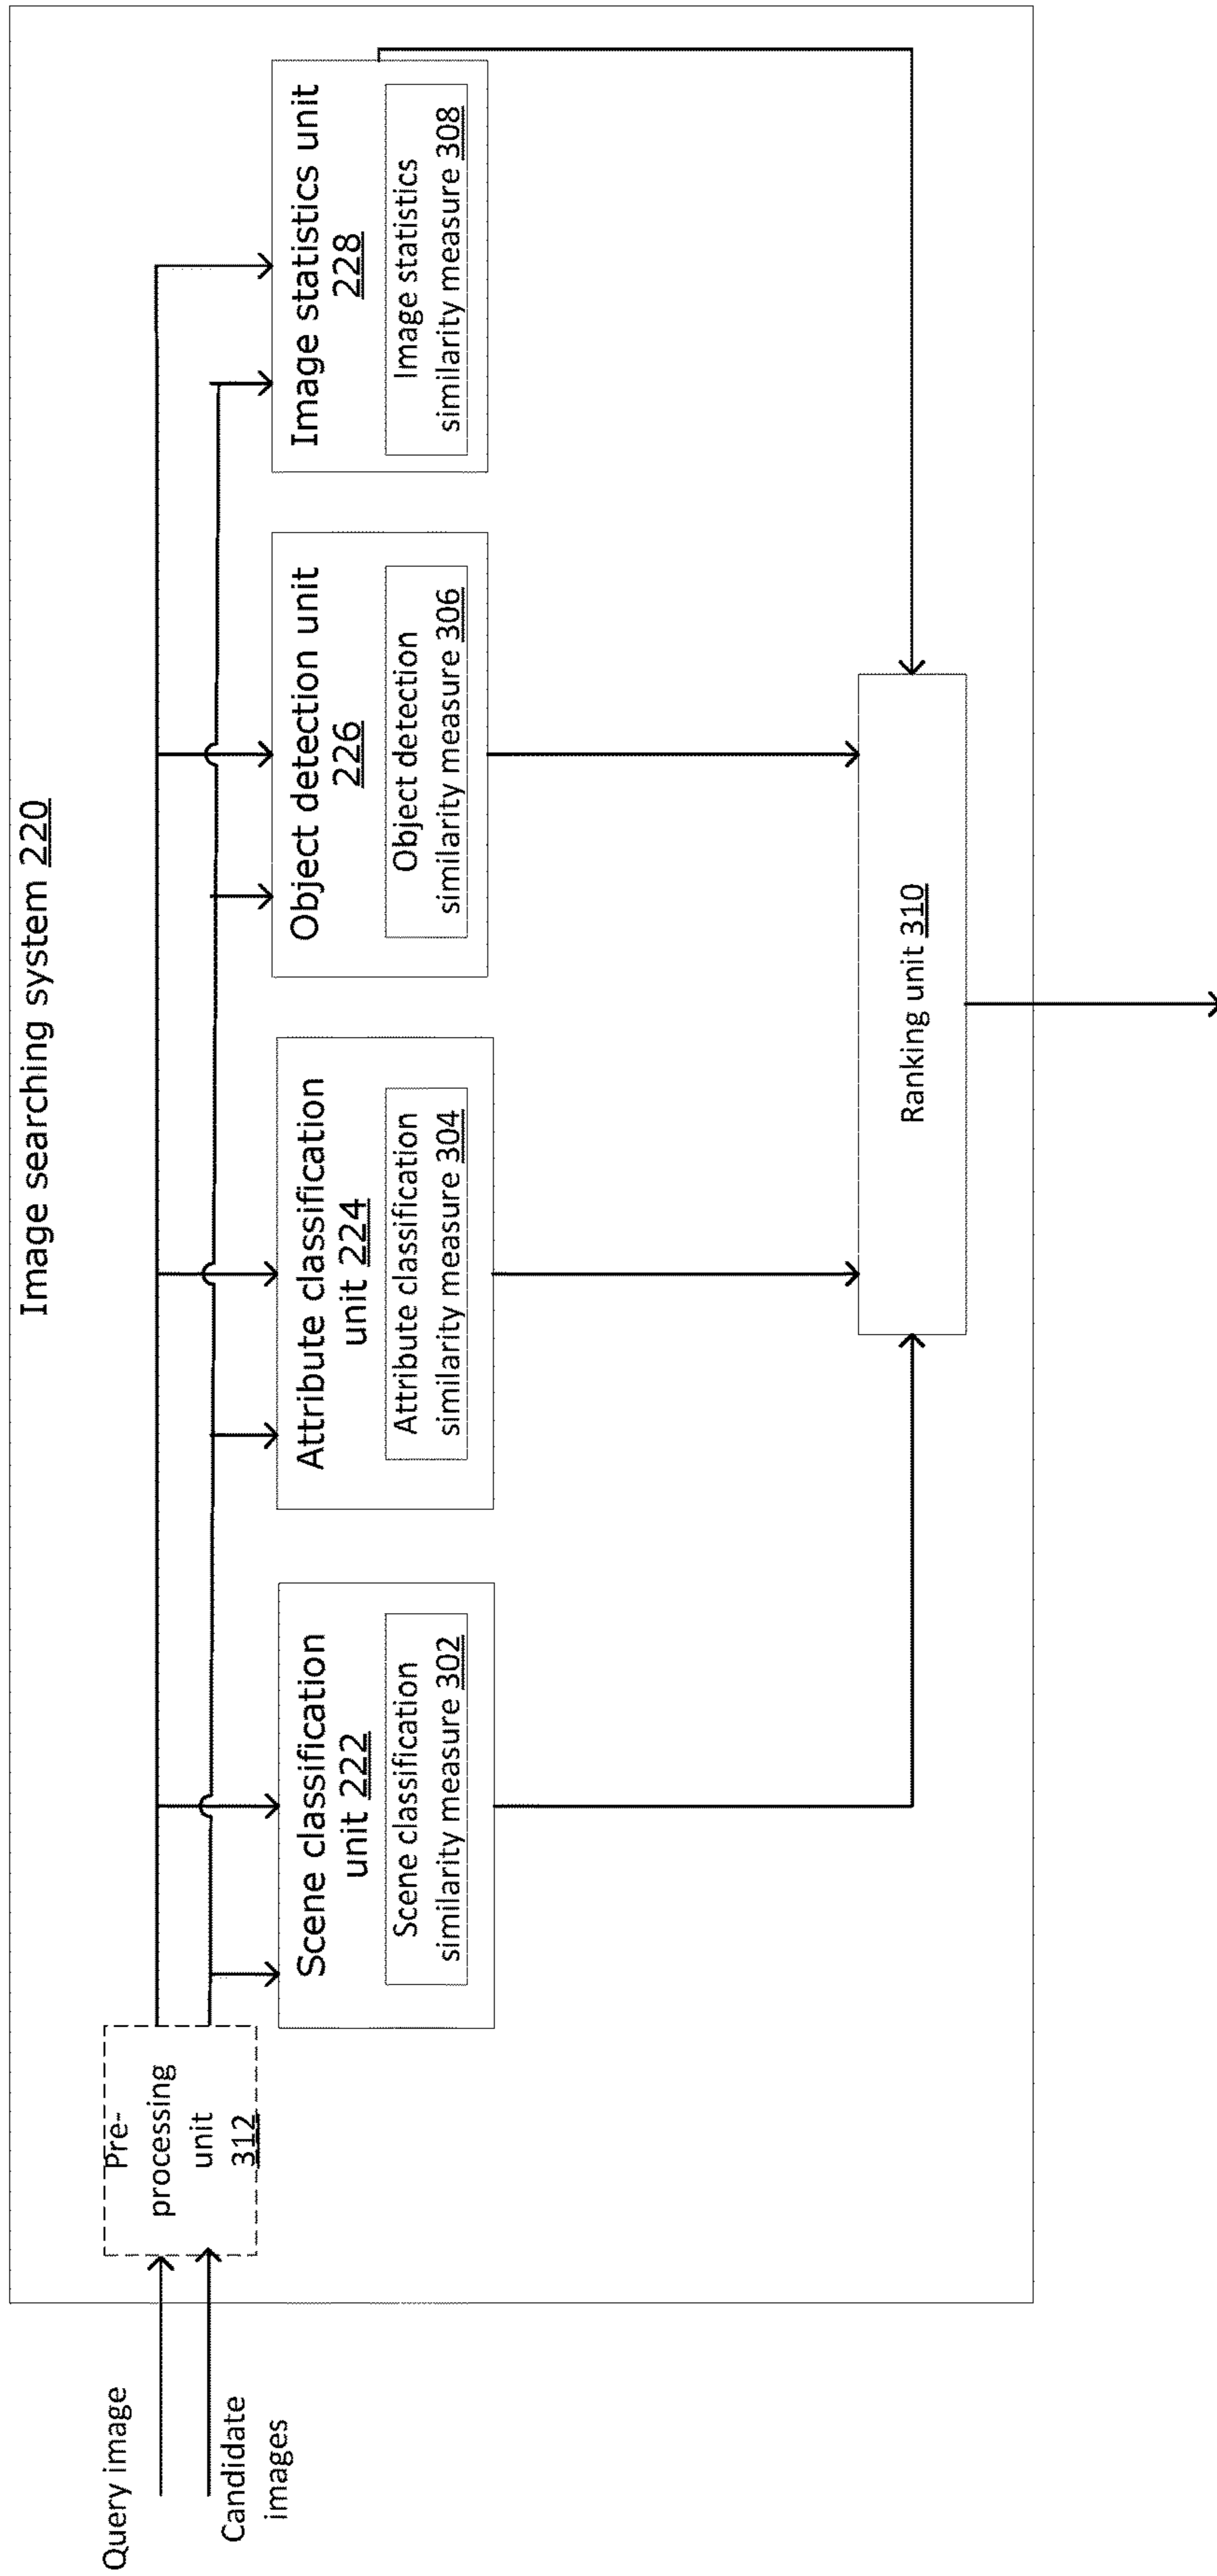 Image searching system 220
Query image
Candidate
images
Pre-
processing
unit
312
Scene classification
unit 222
Scene classification
similarity measure 302
Attribute classification
unit 224
Attribute classification
similarity measure 304
Object detection unit
226
Object detection
similarity measure 306
Image statistics unit
228
Image statistics
similarity measure 308
Ranking unit 310